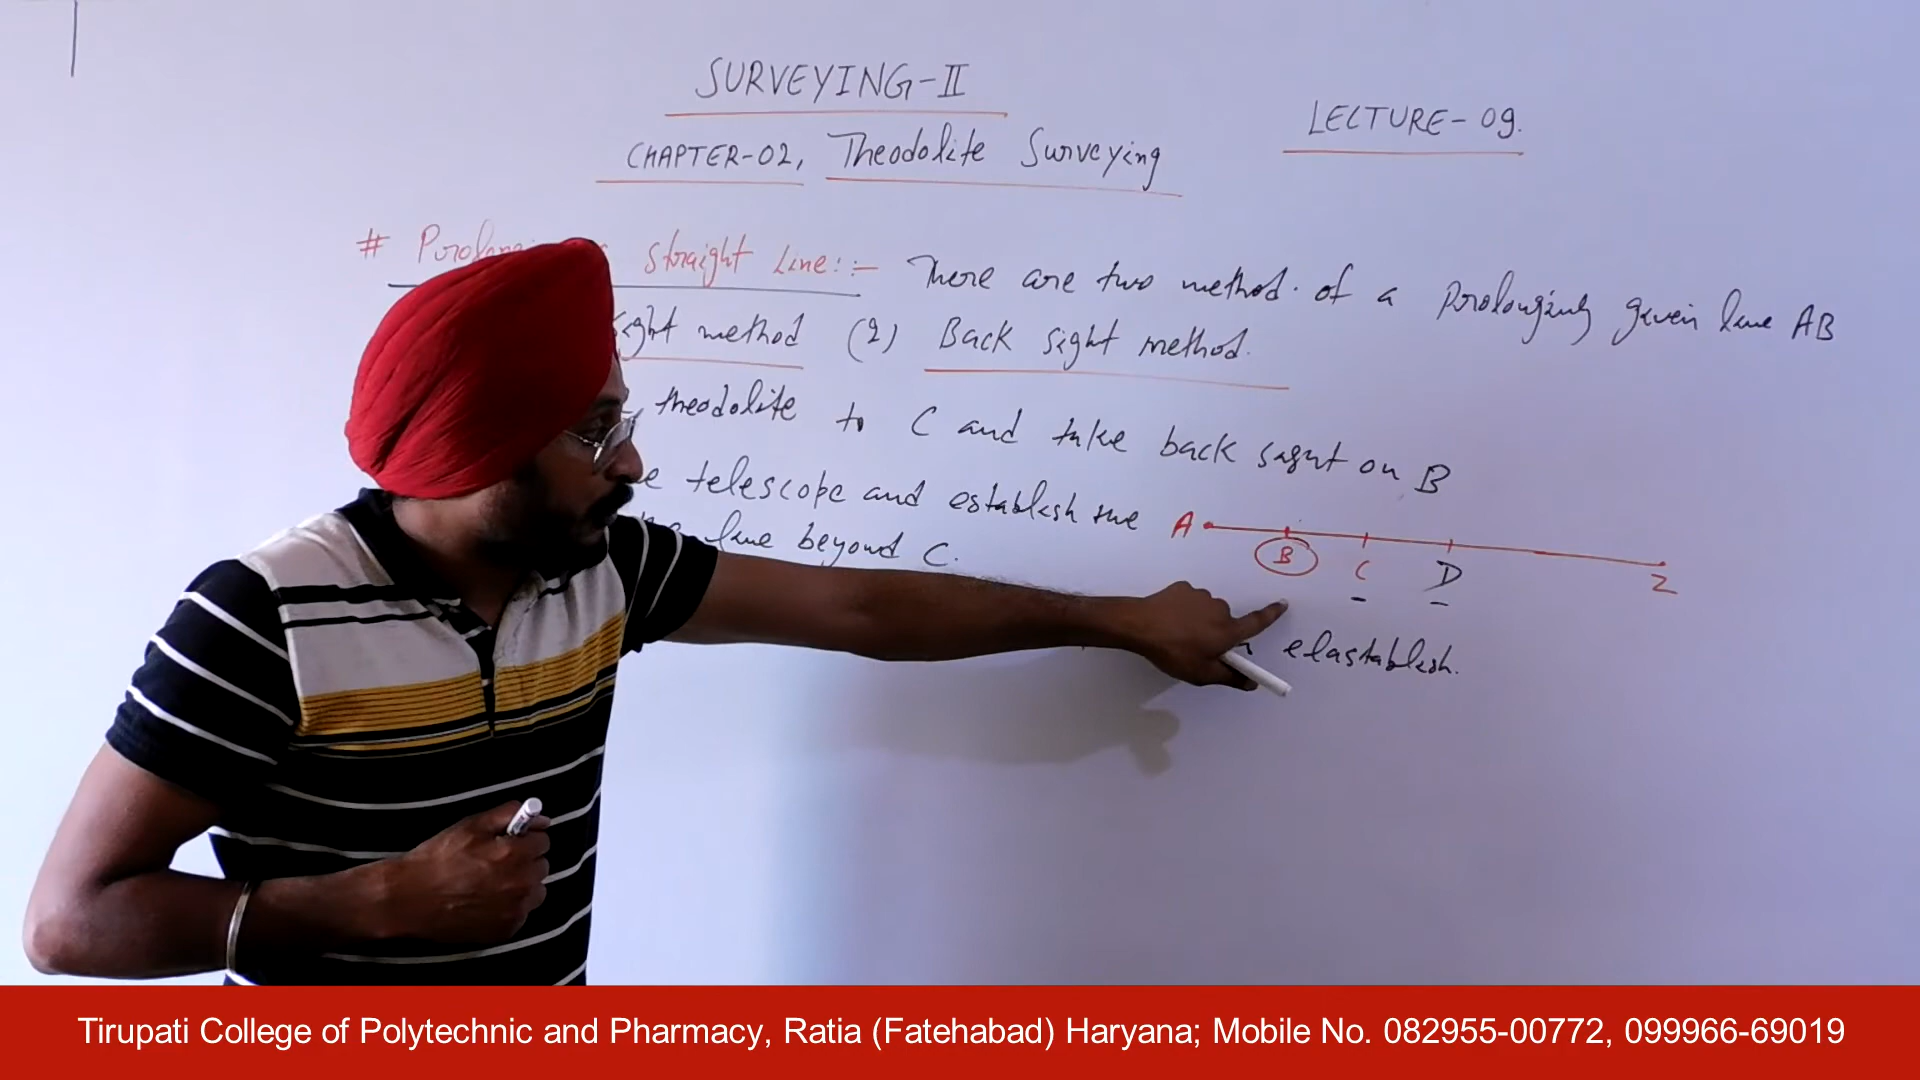 SURVEYING-II
LECTURE-09.
CHAPTER-02, Theodolite Surveying
# straight Line::- There are two method. of a prolonging given line AB
sight method (2) Back sight method.
theodolite to C and take back saght on B
telescope and establish the
line beyond C.
A B C D Z
elastablish.
Tirupati College of Polytechnic and Pharmacy, Ratia (Fatehabad) Haryana; Mobile No. 082955-00772, 099966-69019